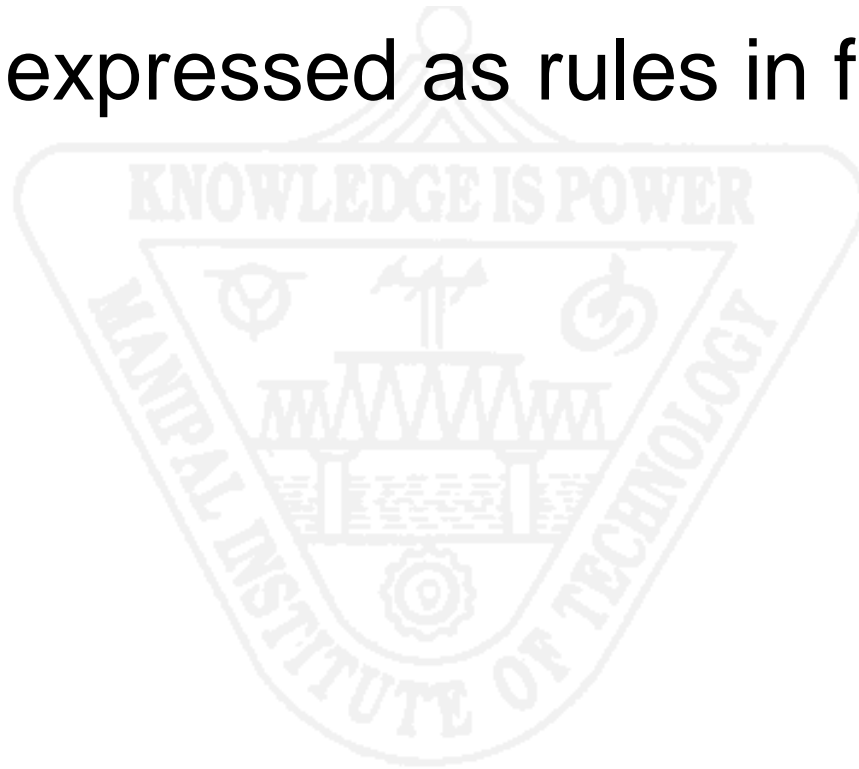 expressed as rules in f
KNOWLEDGE IS POWER
MANIPAL INSTITUTE OF TECHNOLOGY